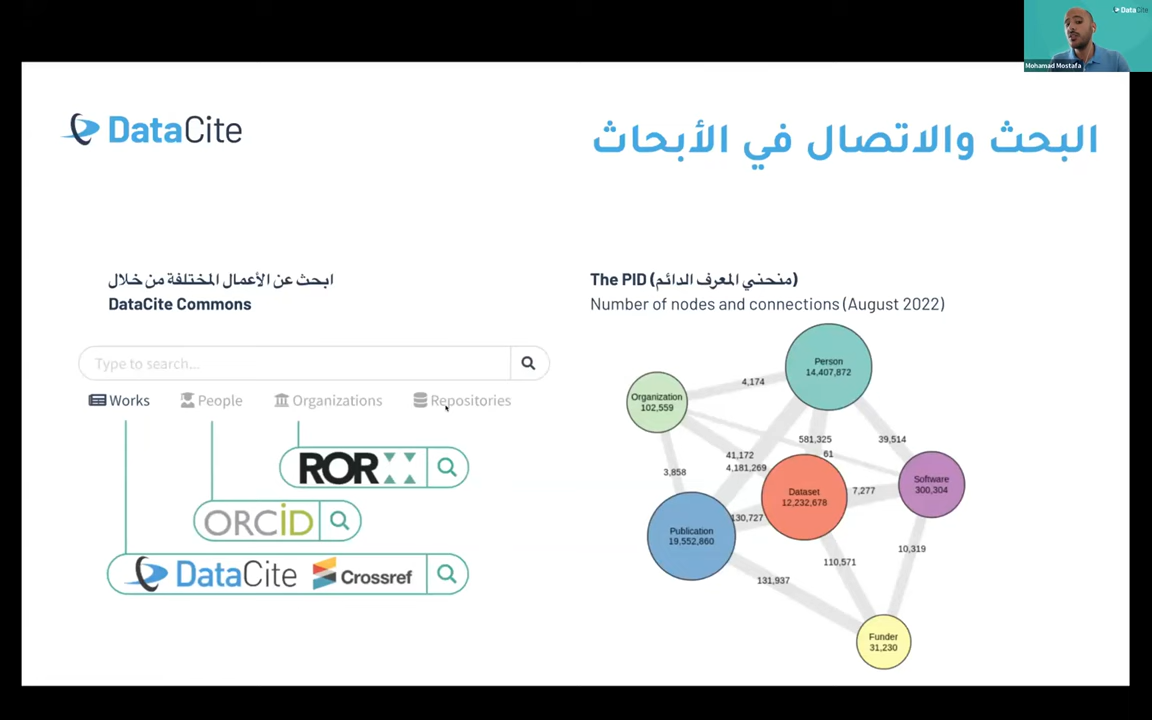 DataCite
Mohamad Mostafa
DataCite
البحث والاتصال في الأبحاث
ابحث عن الأعمال المختلفة من خلال
DataCite Commons
Type to search...
Works
People
Organizations
Repositories
ROR
ORCID
DataCite Crossref
The PID (منحني المعرف الدائم)
Number of nodes and connections (August 2022)
Person
14,407,872
4,174
Organization
102,559
581,325
39,514
61
41,172
4,181,269
3,858
Software
300,304
Dataset
12,232,678
7,277
130,727
Publication
19,552,860
10,319
110,571
131,937
Funder
31,230